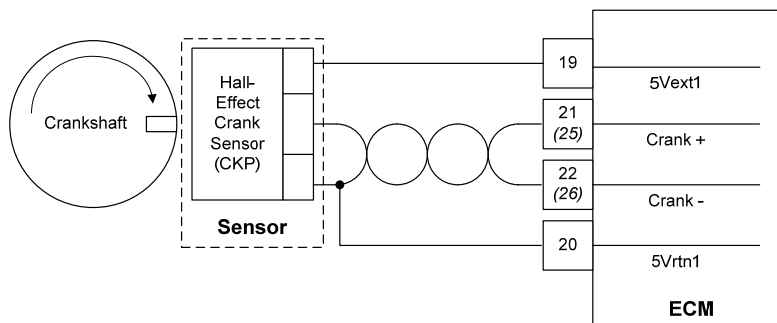 Crankshaft
Hall-
Effect
Crank
Sensor
(CKP)
Sensor
19
5Vext1
21
(25)
Crank +
22
(26)
Crank -
20
5Vrtn1
ECM